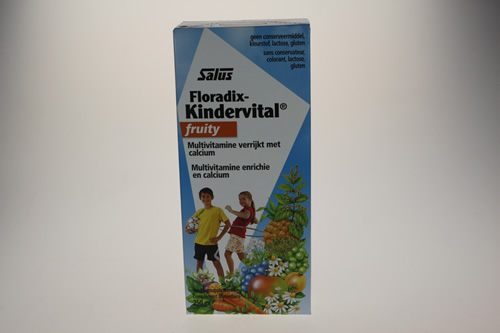 geen conserveermiddel,
kleurstof, lactose, gluten
sans conservateur,
colorant, lactose,
gluten
Salus
Floradix-
Kindervital®
fruity
Multivitamine verrijkt met
calcium
Multivitamine enrichie
en calcium